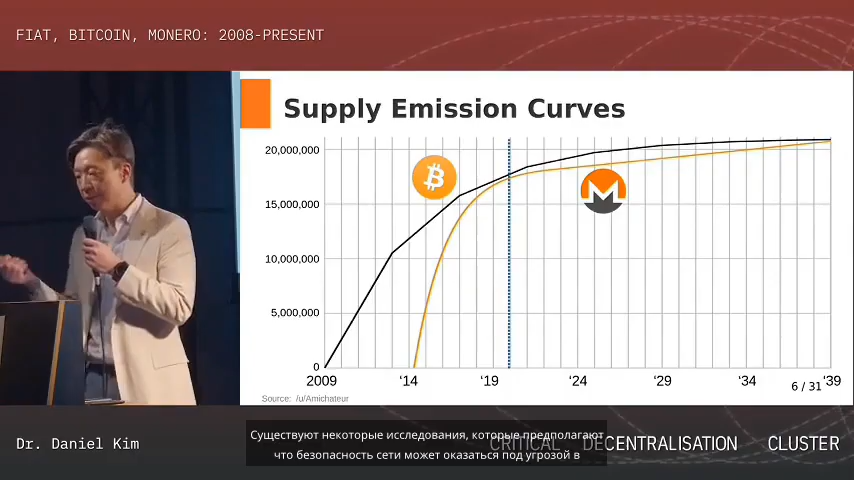 FIAT, BITCOIN, MONERO: 2008-PRESENT
Supply Emission Curves
20,000,000
15,000,000
10,000,000
5,000,000
0
2009 '14 '19 '24 '29 '34 '39
6 / 31
Source: /u/Amichateur
Dr. Daniel Kim
CRITICAL DECENTRALISATION CLUSTER
Существуют некоторые исследования, которые предполагают
что безопасность сети может оказаться под угрозой в